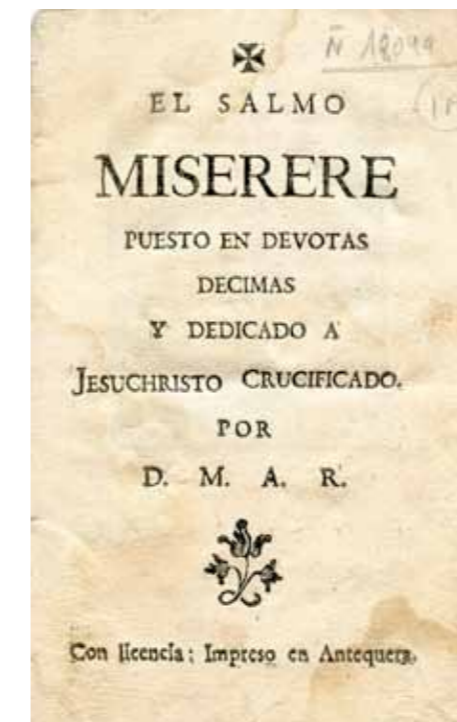 EL SALMO
MISERERE
PUESTO EN DEVOTAS
DECIMAS
Y DEDICADO A
JESUCHRISTO CRUCIFICADO.
POR
D. M. A. R.
Con licencia: Impreso en Antequera.